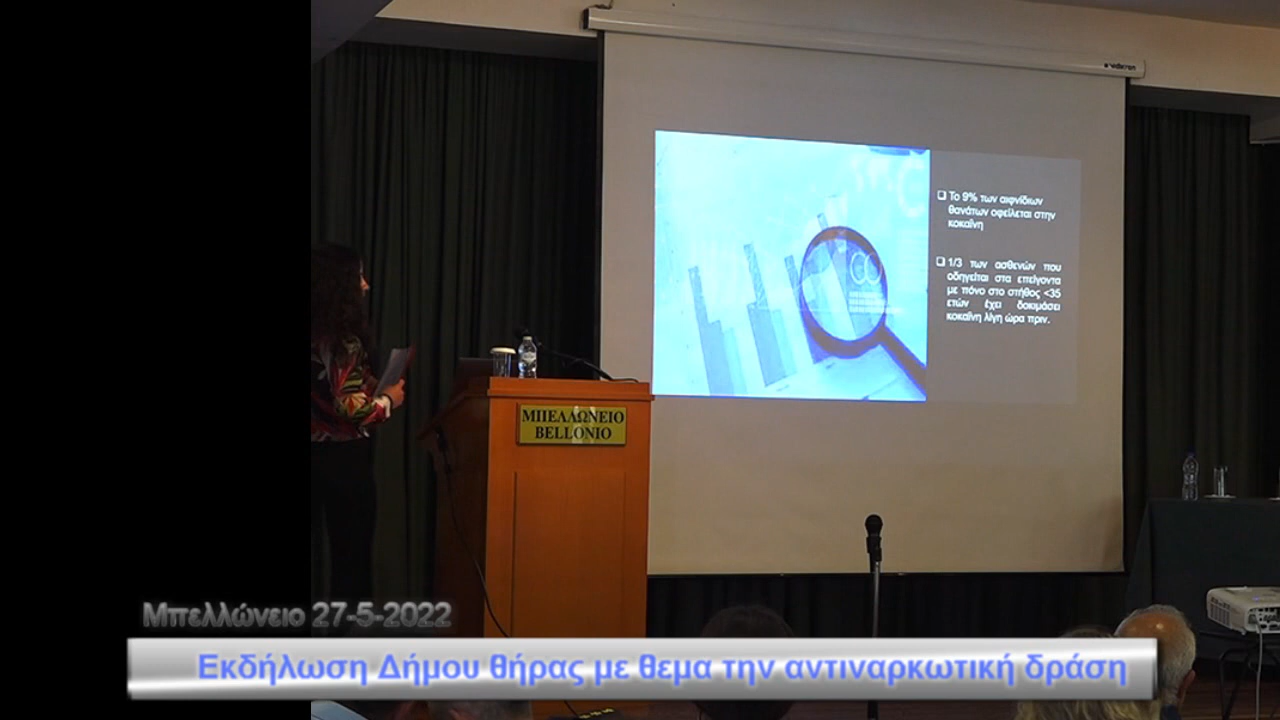 ❑ Το 9% των αιφνίδιων
θανάτων οφείλεται στην
κοκαΐνη
❑ 1/3 των ασθενών που
οδηγείται στα επείγοντα
με πόνο στο στήθος <35
ετών έχει δοκιμάσει
κοκαΐνη λίγη ώρα πριν.
ΜΠΕΛΛΩΝΕΙΟ
BELLONIO
Μπελλώνειο 27-5-2022
Εκδήλωση Δήμου θήρας με θεμα την αντιναρκωτική δράση